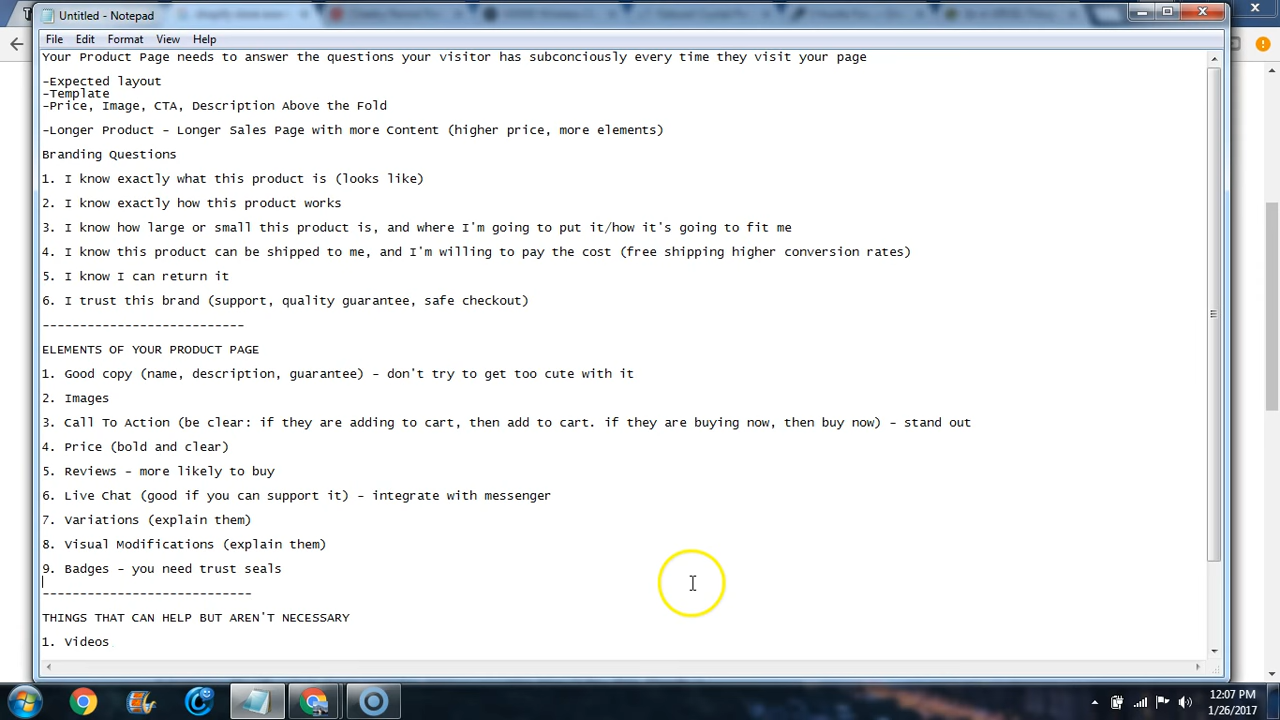 Untitled - Notepad
File Edit Format View Help
Your Product Page needs to answer the questions your visitor has subconciously every time they visit your page
-Expected layout
-Template
-Price, Image, CTA, Description Above the Fold
-Longer Product - Longer Sales Page with more Content (higher price, more elements)
Branding Questions
1. I know exactly what this product is (looks like)
2. I know exactly how this product works
3. I know how large or small this product is, and where I'm going to put it/how it's going to fit me
4. I know this product can be shipped to me, and I'm willing to pay the cost (free shipping higher conversion rates)
5. I know I can return it
6. I trust this brand (support, quality guarantee, safe checkout)
---------------------------
ELEMENTS OF YOUR PRODUCT PAGE
1. Good copy (name, description, guarantee) - don't try to get too cute with it
2. Images
3. Call To Action (be clear: if they are adding to cart, then add to cart. if they are buying now, then buy now) - stand out
4. Price (bold and clear)
5. Reviews - more likely to buy
6. Live Chat (good if you can support it) - integrate with messenger
7. Variations (explain them)
8. Visual Modifications (explain them)
9. Badges - you need trust seals
----------------------------
THINGS THAT CAN HELP BUT AREN'T NECESSARY
1. Videos
12:07 PM
1/26/2017